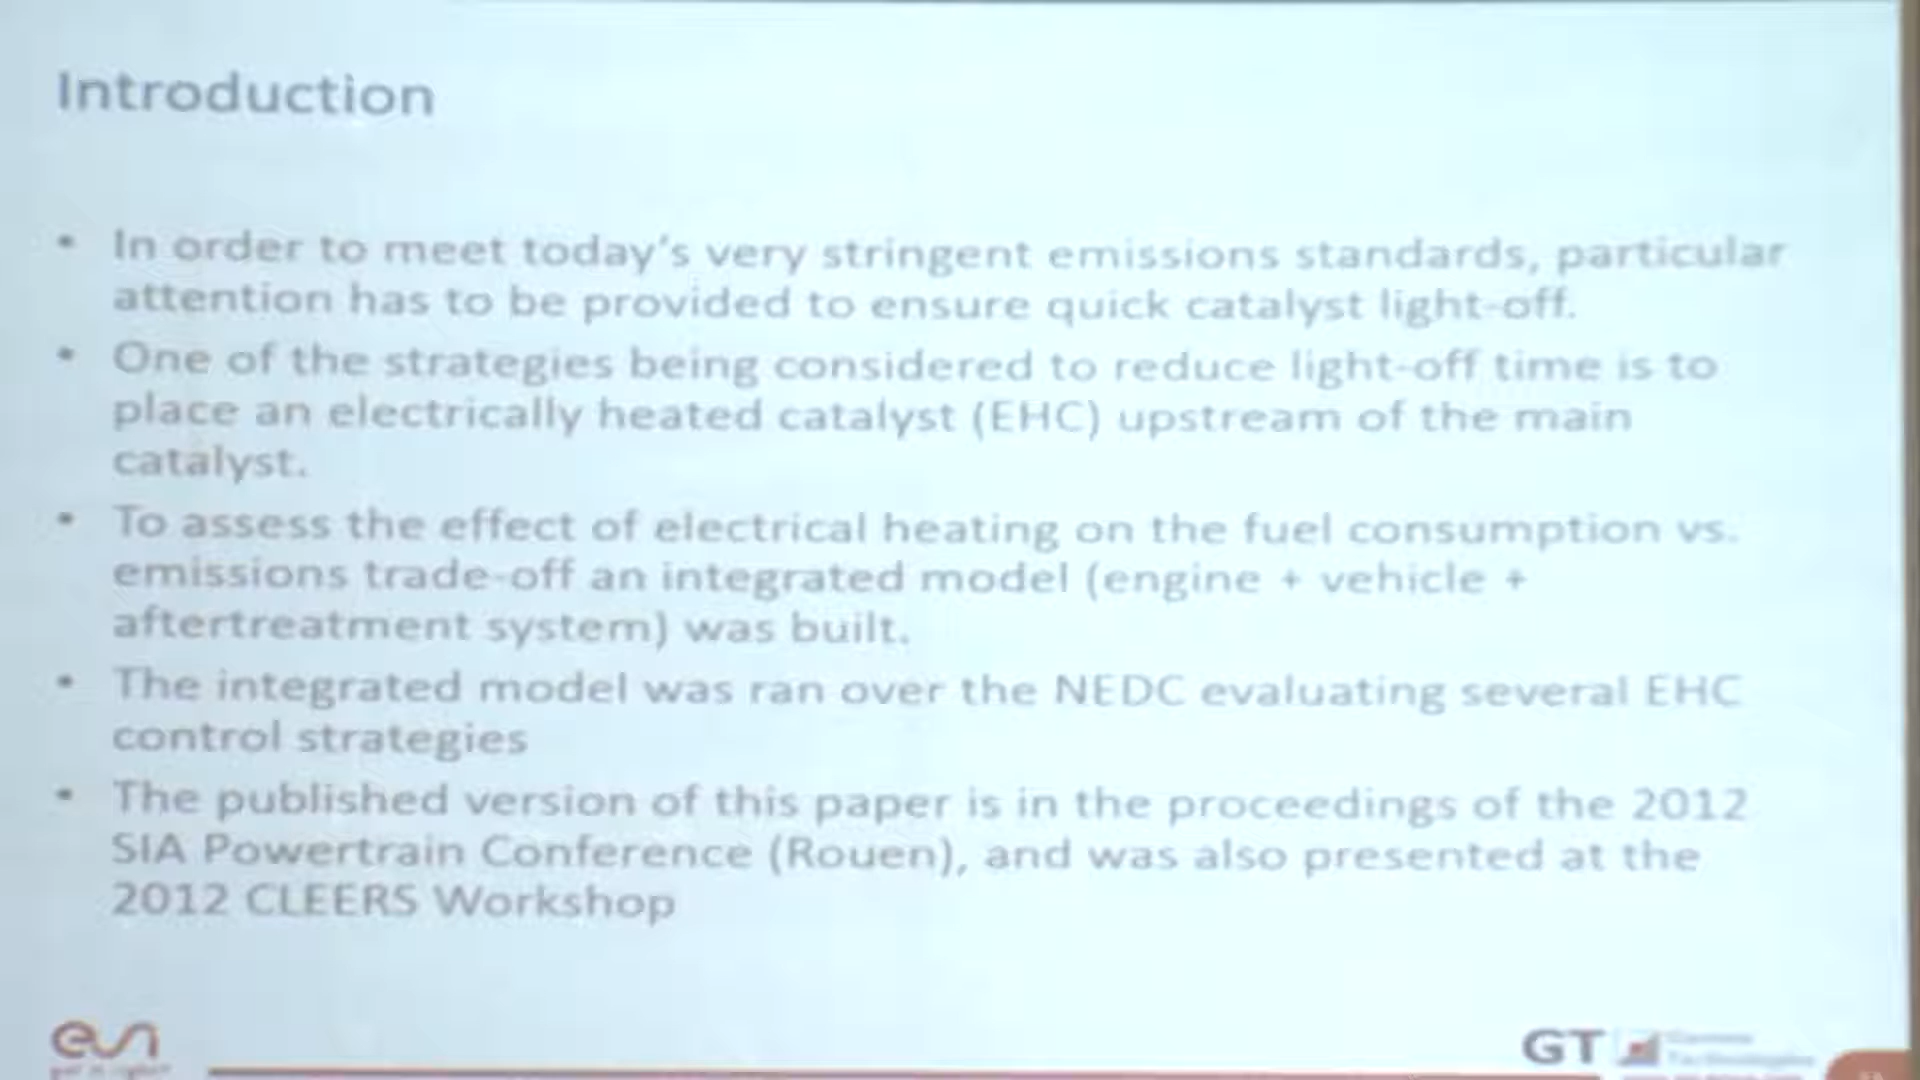 Introduction
• In order to meet today's very stringent emissions standards, particular
attention has to be provided to ensure quick catalyst light-off.
• One of the strategies being considered to reduce light-off time is to
place an electrically heated catalyst (EHC) upstream of the main
catalyst.
• To assess the effect of electrical heating on the fuel consumption vs.
emissions trade-off an integrated model (engine + vehicle +
aftertreatment system) was built.
• The integrated model was ran over the NEDC evaluating several EHC
control strategies
• The published version of this paper is in the proceedings of the 2012
SIA Powertrain Conference (Rouen), and was also presented at the
2012 CLEERS Workshop
GT
Technologies